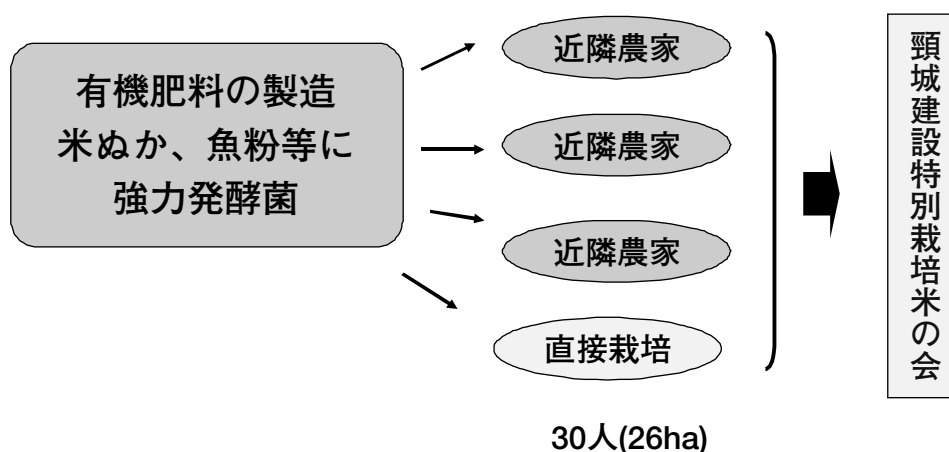 有機肥料の製造
米ぬか、魚粉等に
強力発酵菌
近隣農家
近隣農家
近隣農家
直接栽培
30人(26ha)
頸城建設特別栽培米の会